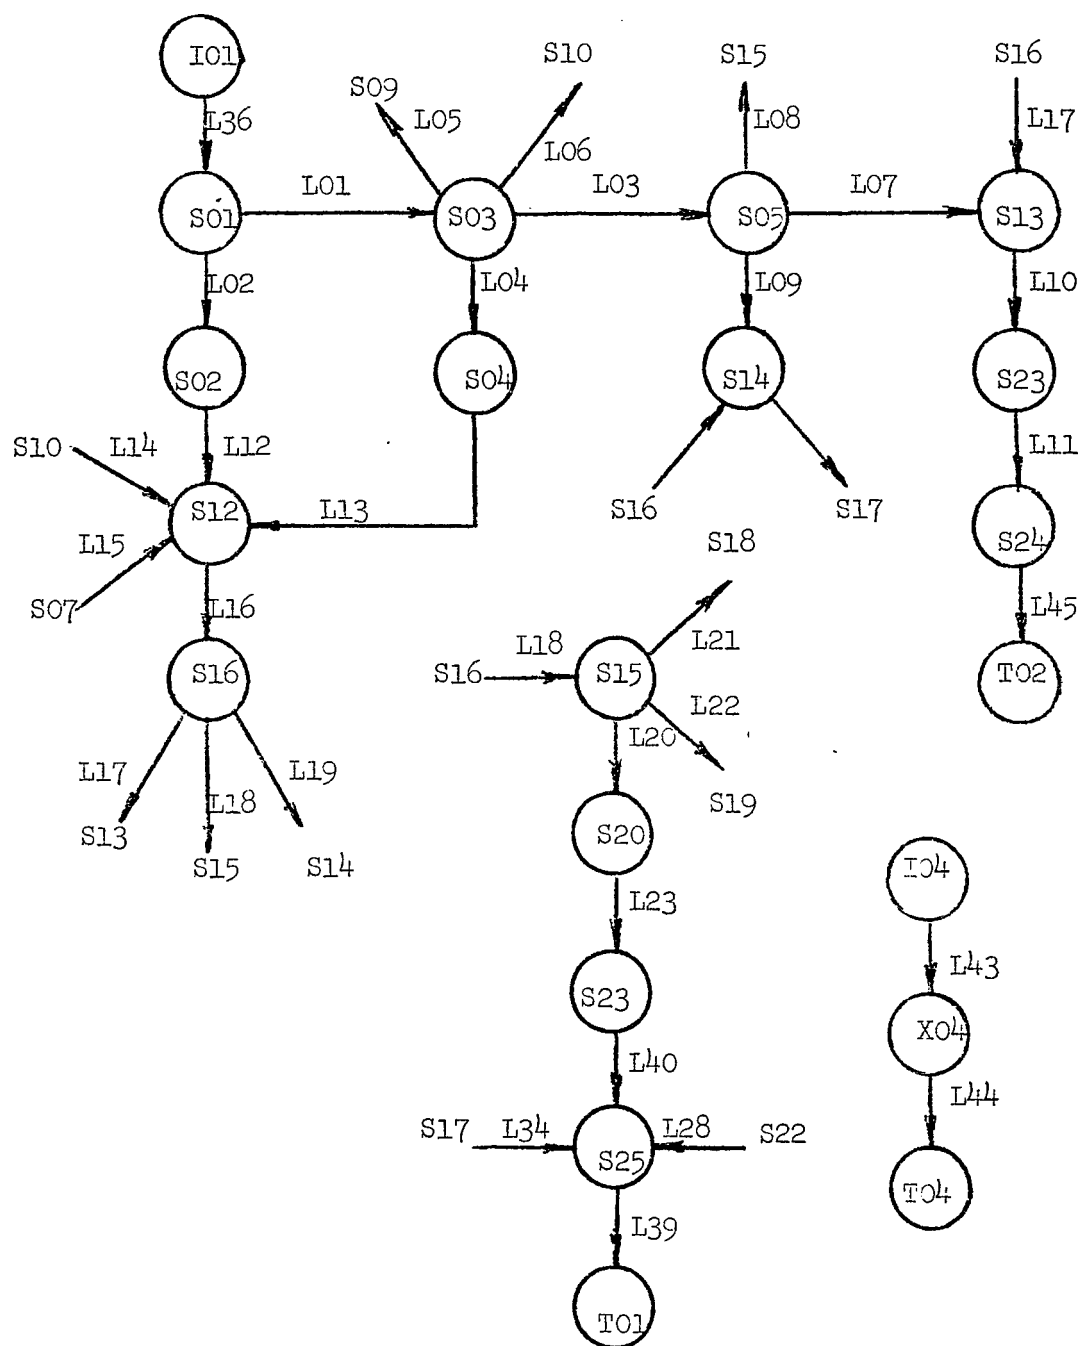 I01
S10
S15
S16
S09
L36
L05
L06
L08
L17
L01
L03
L07
S01
S03
S05
S13
L02
L04
L09
L10
S02
S04
S14
S23
S10
L14
L12
L11
S12
L13
S16
S17
L15
S18
S24
S07
L16
L45
L18
L21
S16
S16
S15
T02
L22
L20
L17
L19
L18
S19
S13
S20
S15
S14
I04
L23
L43
S23
X04
L40
L44
S17
L34
L28
S22
S25
T04
L39
T01